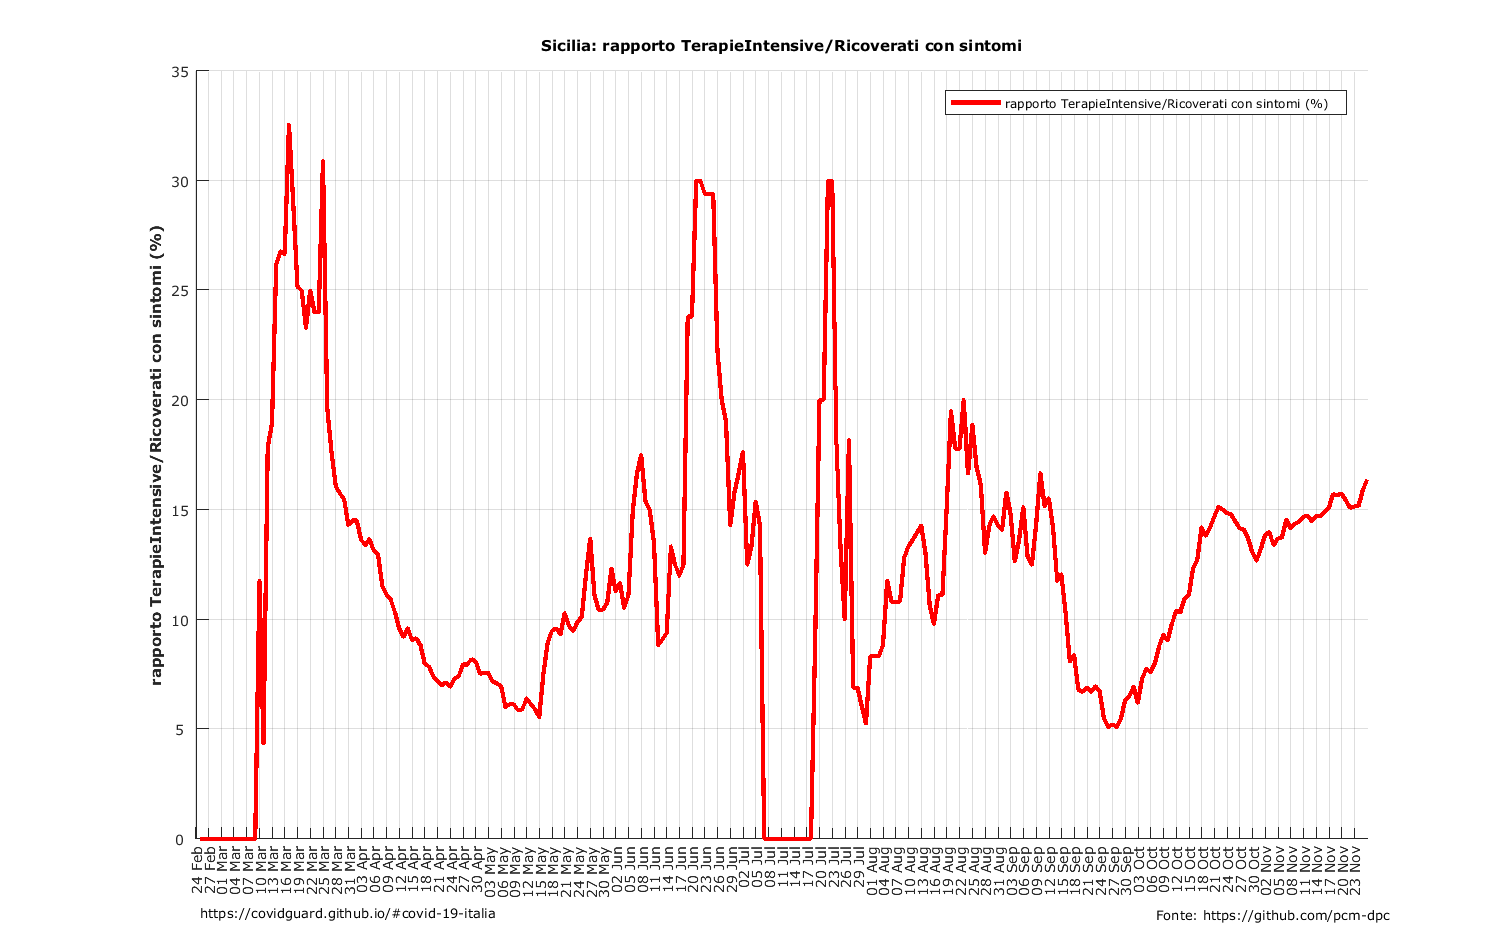 Sicilia: rapporto TerapieIntensive/Ricoverati con sintomi
rapporto TerapieIntensive/Ricoverati con sintomi (%)
rapporto TerapieIntensive/Ricoverati con sintomi (%)
35
30
25
20
15
10
5
0
24 Feb
27 Feb
01 Mar
04 Mar
07 Mar
10 Mar
13 Mar
16 Mar
19 Mar
22 Mar
25 Mar
28 Mar
31 Mar
03 Apr
06 Apr
09 Apr
12 Apr
15 Apr
18 Apr
21 Apr
24 Apr
27 Apr
30 Apr
03 May
06 May
09 May
12 May
15 May
18 May
21 May
24 May
27 May
30 May
02 Jun
05 Jun
08 Jun
11 Jun
14 Jun
17 Jun
20 Jun
23 Jun
26 Jun
29 Jun
02 Jul
05 Jul
08 Jul
11 Jul
14 Jul
17 Jul
20 Jul
23 Jul
26 Jul
29 Jul
01 Aug
04 Aug
07 Aug
10 Aug
13 Aug
16 Aug
19 Aug
22 Aug
25 Aug
28 Aug
31 Aug
03 Sep
06 Sep
09 Sep
12 Sep
15 Sep
18 Sep
21 Sep
24 Sep
27 Sep
30 Sep
03 Oct
06 Oct
09 Oct
12 Oct
15 Oct
18 Oct
21 Oct
24 Oct
27 Oct
30 Oct
02 Nov
05 Nov
08 Nov
11 Nov
14 Nov
17 Nov
20 Nov
23 Nov
https://covidguard.github.io/#covid-19-italia
Fonte: https://github.com/pcm-dpc